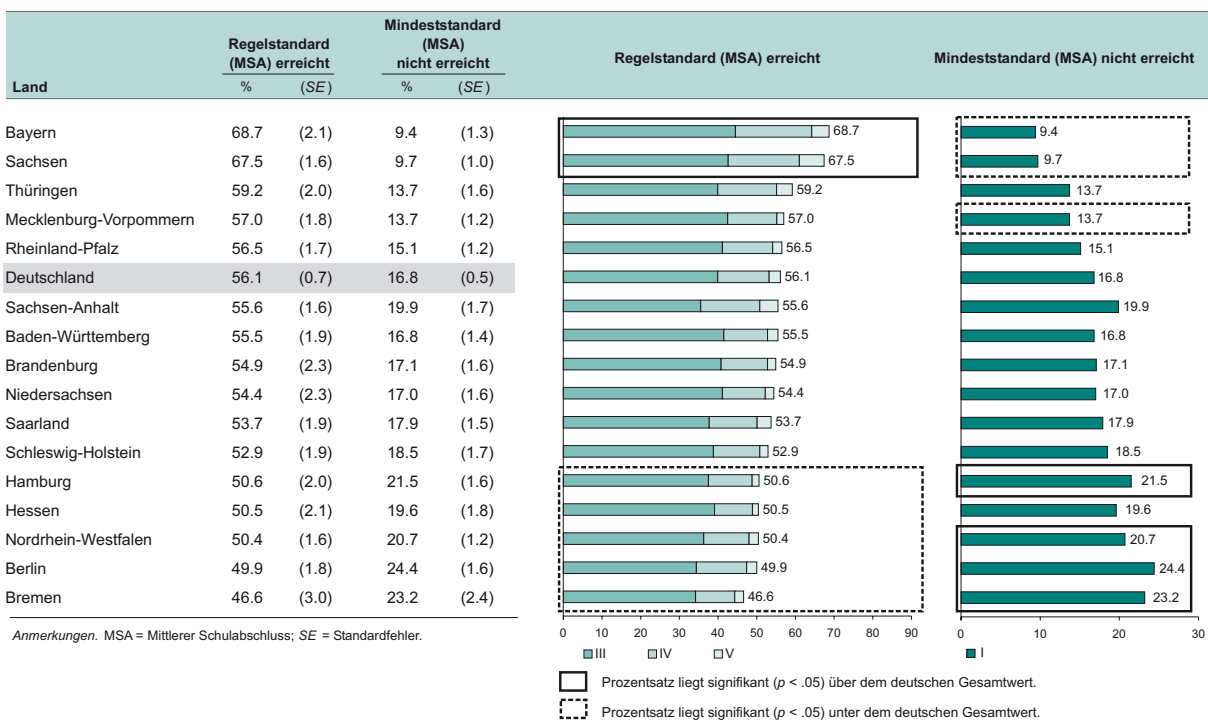 Land
Regelstandard
(MSA) erreicht
% (SE)
Mindeststandard
(MSA)
nicht erreicht
% (SE)
Regelstandard (MSA) erreicht
Mindeststandard (MSA) nicht erreicht
Bayern 68.7 (2.1) 9.4 (1.3) 68.7 9.4
Sachsen 67.5 (1.6) 9.7 (1.0) 67.5 9.7
Thüringen 59.2 (2.0) 13.7 (1.6) 59.2 13.7
Mecklenburg-Vorpommern 57.0 (1.8) 13.7 (1.2) 57.0 13.7
Rheinland-Pfalz 56.5 (1.7) 15.1 (1.2) 56.5 15.1
Deutschland 56.1 (0.7) 16.8 (0.5) 56.1 16.8
Sachsen-Anhalt 55.6 (1.6) 19.9 (1.7) 55.6 19.9
Baden-Württemberg 55.5 (1.9) 16.8 (1.4) 55.5 16.8
Brandenburg 54.9 (2.3) 17.1 (1.6) 54.9 17.1
Niedersachsen 54.4 (2.3) 17.0 (1.6) 54.4 17.0
Saarland 53.7 (1.9) 17.9 (1.5) 53.7 17.9
Schleswig-Holstein 52.9 (1.9) 18.5 (1.7) 52.9 18.5
Hamburg 50.6 (2.0) 21.5 (1.6) 50.6 21.5
Hessen 50.5 (2.1) 19.6 (1.8) 50.5 19.6
Nordrhein-Westfalen 50.4 (1.6) 20.7 (1.2) 50.4 20.7
Berlin 49.9 (1.8) 24.4 (1.6) 49.9 24.4
Bremen 46.6 (3.0) 23.2 (2.4) 46.6 23.2
Anmerkungen. MSA = Mittlerer Schulabschluss; SE = Standardfehler.
0 10 20 30 40 50 60 70 80 90
0 10 20 30
III IV V
I
Prozentsatz liegt signifikant (p < .05) über dem deutschen Gesamtwert.
Prozentsatz liegt signifikant (p < .05) unter dem deutschen Gesamtwert.